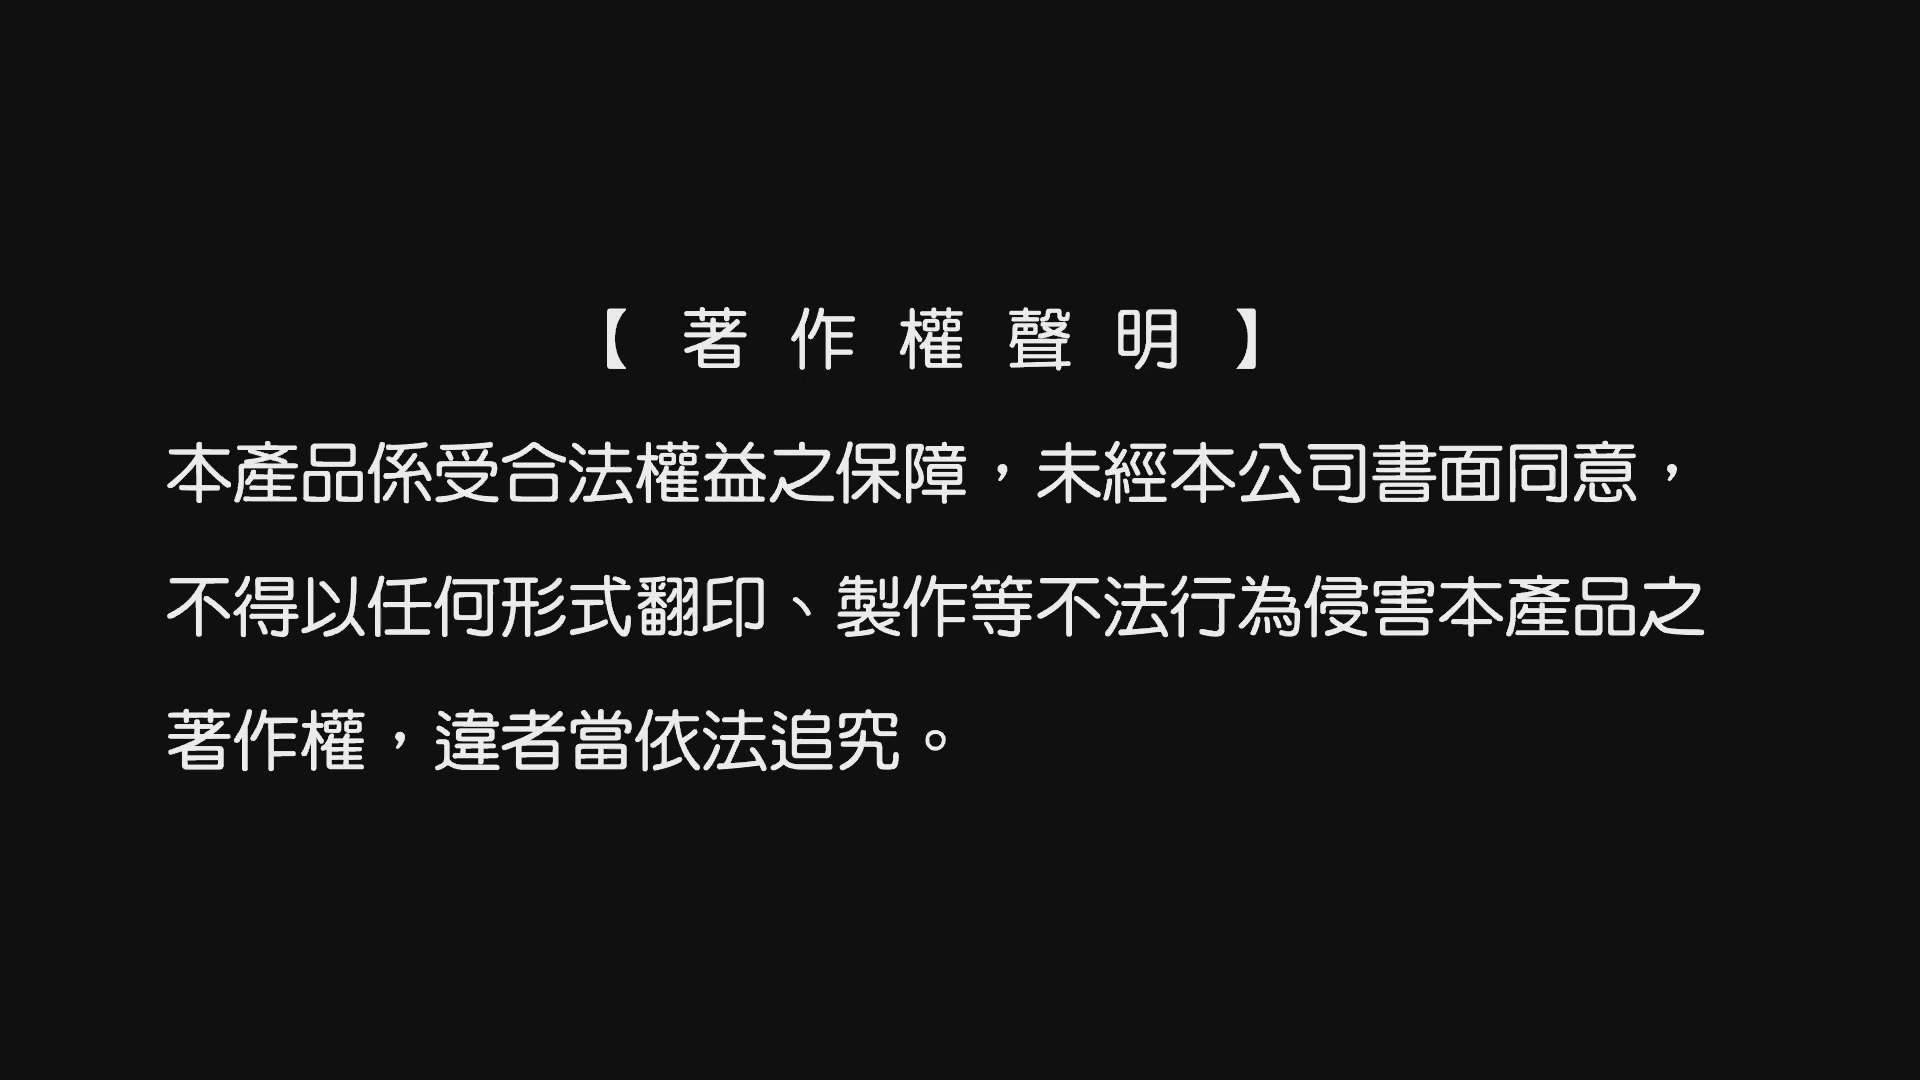 【 著 作 權 聲 明 】
本產品係受合法權益之保障，未經本公司書面同意，
不得以任何形式翻印、製作等不法行為侵害本產品之
著作權，違者當依法追究。